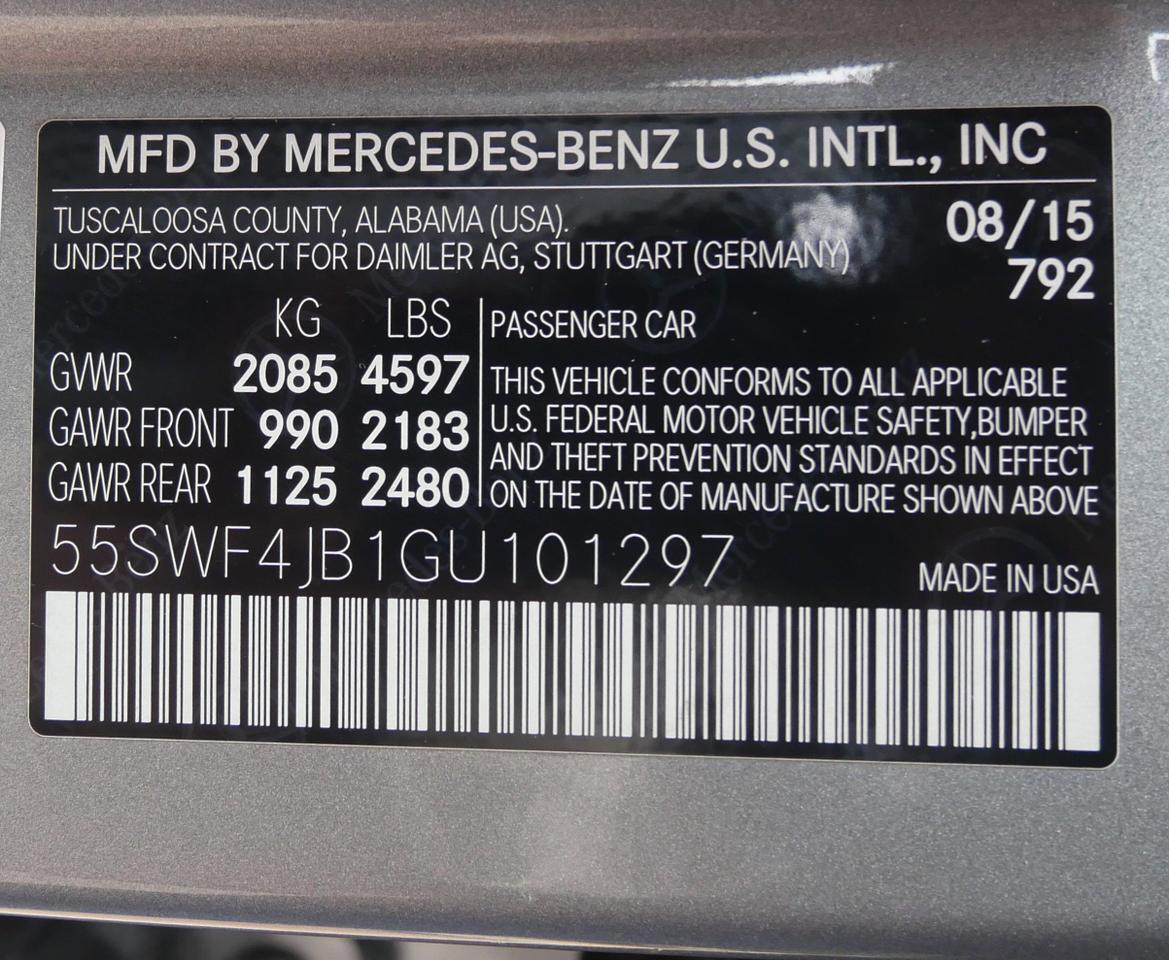 MFD BY MERCEDES-BENZ U.S. INTL., INC
TUSCALOOSA COUNTY, ALABAMA (USA).
UNDER CONTRACT FOR DAIMLER AG, STUTTGART (GERMANY)
08/15
792
KG LBS
GVWR 2085 4597
GAWR FRONT 990 2183
GAWR REAR 1125 2480
PASSENGER CAR
THIS VEHICLE CONFORMS TO ALL APPLICABLE
U.S. FEDERAL MOTOR VEHICLE SAFETY,BUMPER
AND THEFT PREVENTION STANDARDS IN EFFECT
ON THE DATE OF MANUFACTURE SHOWN ABOVE
55SWF4JB1GU101297
MADE IN USA